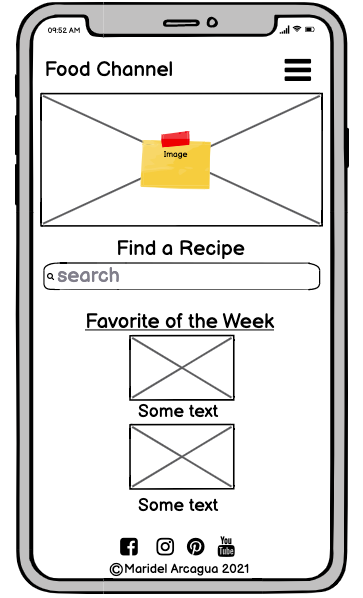 09:52 AM
Food Channel
Image
Find a Recipe
search
Favorite of the Week
Some text
Some text
You
Tube
©Maridel Arcagua 2021